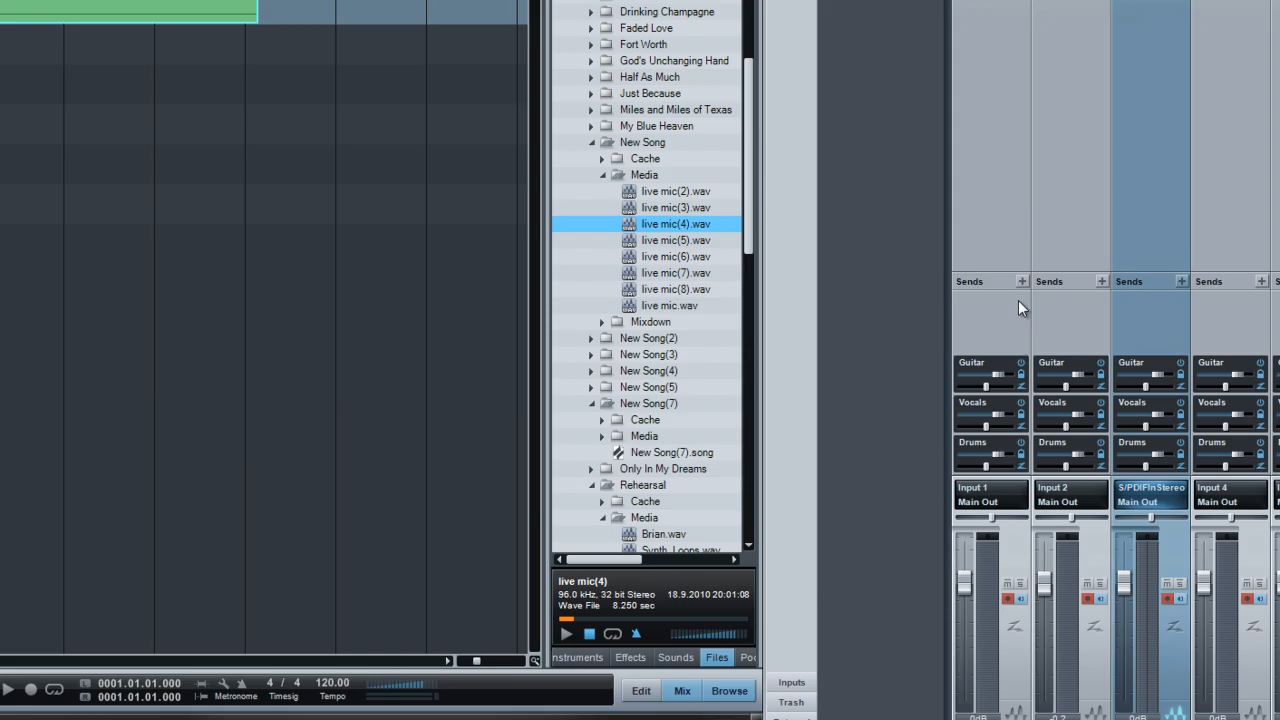 Drinking Champagne
Faded Love
Fort Worth
God's Unchanging Hand
Half As Much
Just Because
Miles and Miles of Texas
My Blue Heaven
New Song
Cache
Media
live mic(2).wav
live mic(3).wav
live mic(4).wav
live mic(5).wav
live mic(6).wav
live mic(7).wav
live mic(8).wav
live mic.wav
Mixdown
New Song(2)
New Song(3)
New Song(4)
New Song(5)
New Song(7)
Cache
Media
New Song(7).song
Only In My Dreams
Rehearsal
Cache
Media
Brian.wav
Synth_Loops.wav
live mic(4)
96.0 kHz, 32 bit Stereo 18.9.2010 20:01:08
Wave File 8.250 sec
nstruments Effects Sounds Files Poo
L 0001.01.01.000 4 / 4 120.00
R 0001.01.01.000 Metronome Timesig Tempo
Edit Mix Browse
Inputs
Trash
Sends Sends Sends Sends
Guitar Guitar Guitar Guitar
Vocals Vocals Vocals Vocals
Drums Drums Drums Drums
Input 1 Input 2 S/PDIFInStereo Input 4
Main Out Main Out Main Out Main Out
M S M S M S M S
0dB -0.2 0dB 0dB